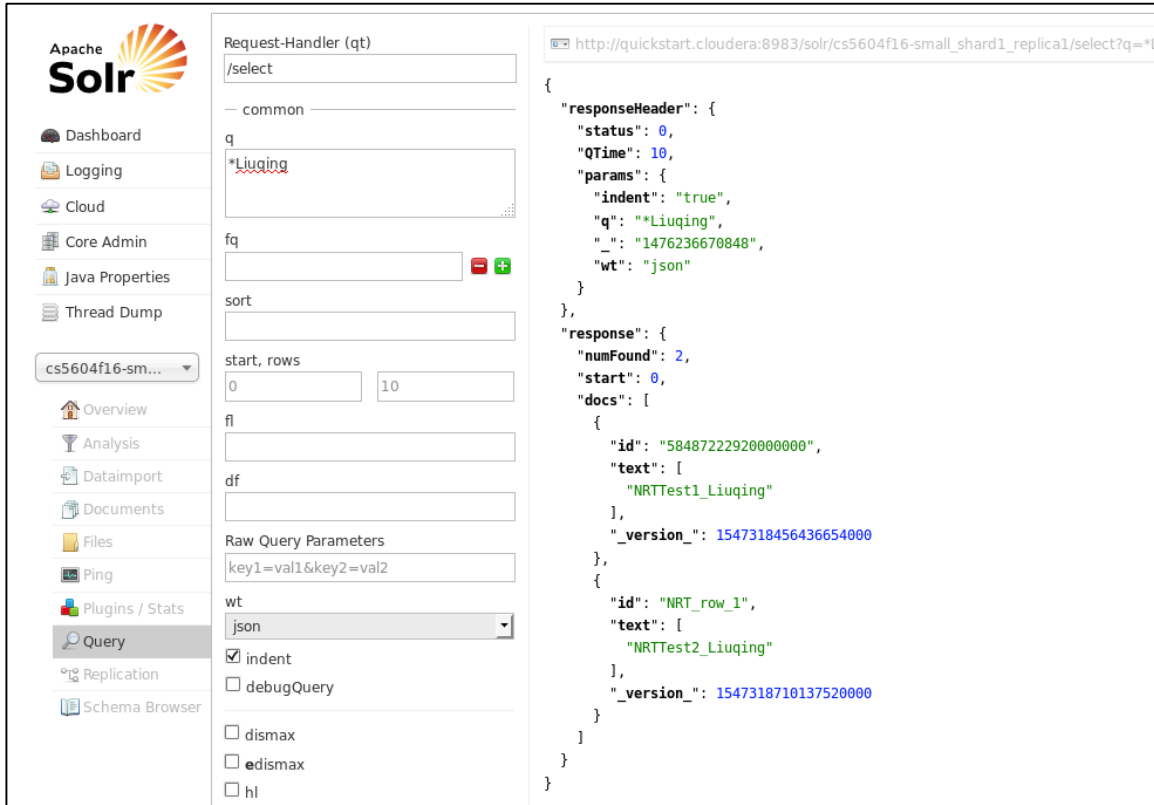 Apache
Solr
Dashboard
Logging
Cloud
Core Admin
Java Properties
Thread Dump
cs5604f16-sm...
Overview
Analysis
Dataimport
Documents
Files
Ping
Plugins / Stats
Query
Replication
Schema Browser
Request-Handler (qt)
/select
common
q
*Liuqing
fq
sort
start, rows
0 10
fl
df
Raw Query Parameters
key1=val1&key2=val2
wt
json
indent
debugQuery
dismax
edismax
hl
http://quickstart.cloudera:8983/solr/cs5604f16-small_shard1_replica1/select?q=*L
{
"responseHeader": {
"status": 0,
"QTime": 10,
"params": {
"indent": "true",
"q": "*Liuqing",
"_": "1476236670848",
"wt": "json"
}
},
"response": {
"numFound": 2,
"start": 0,
"docs": [
{
"id": "58487222920000000",
"text": [
"NRTTest1_Liuqing"
],
"_version_": 1547318456436654000
},
{
"id": "NRT_row_1",
"text": [
"NRTTest2_Liuqing"
],
"_version_": 1547318710137520000
}
]
}
}